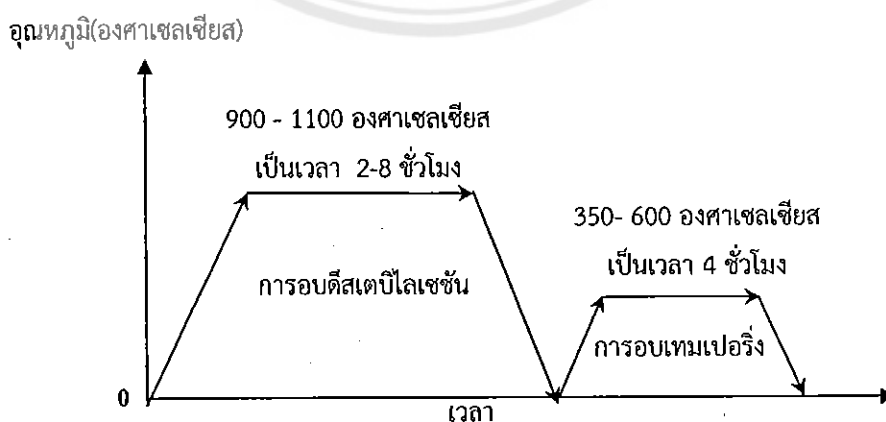 อุณหภูมิ(องศาเซลเซียส)
900 - 1100 องศาเซลเซียส
เป็นเวลา 2-8 ชั่วโมง
350- 600 องศาเซลเซียส
เป็นเวลา 4 ชั่วโมง
การอบดีสเตบิไลเซชัน
การอบเทมเปอริ่ง
0
เวลา